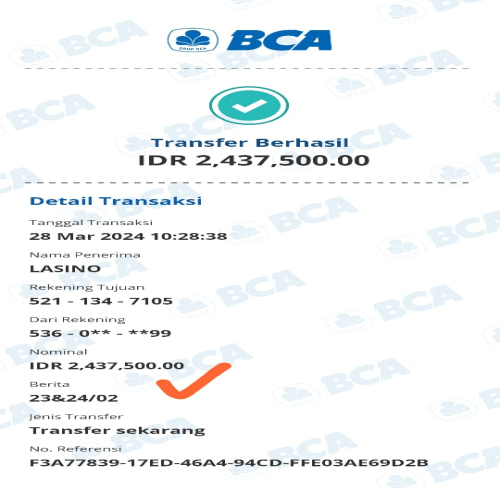 BCA
Transfer Berhasil
IDR 2,437,500.00
Detail Transaksi
Tanggal Transaksi
28 Mar 2024 10:28:38
Nama Penerima
LASINO
Rekening Tujuan
521 - 134 - 7105
Dari Rekening
536 - 0** - **99
Nominal
IDR 2,437,500.00
Berita
23&24/02
Jenis Transfer
Transfer sekarang
No. Referensi
F3A77839-17ED-46A4-94CD-FFE03AE69D2B